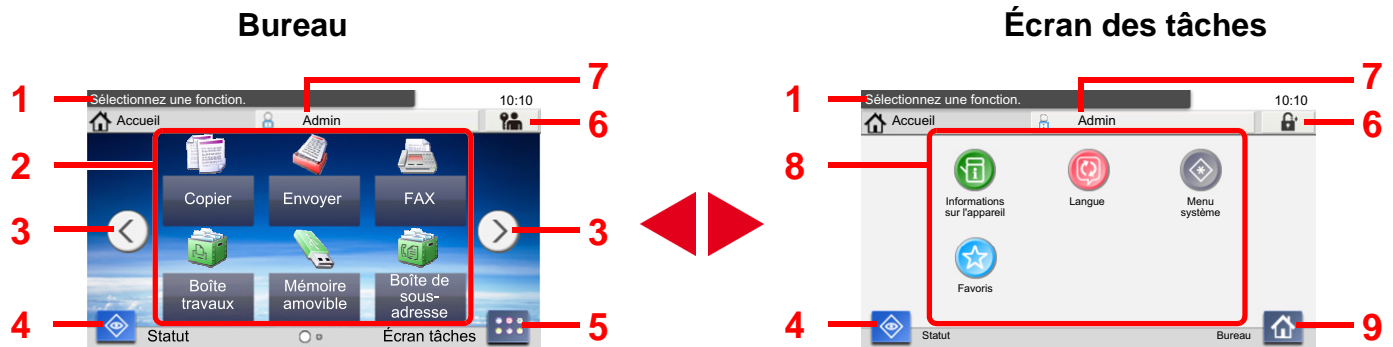 Bureau
Écran des tâches
7
7
1
Sélectionnez une fonction.
10:10
1
Sélectionnez une fonction.
10:10
Accueil
Admin
6
Accueil
Admin
6
2
8
Copier
Envoyer
FAX
Informations
sur l'appareil
Langue
Menu
système
3
3
Boîte
travaux
Mémoire
amovible
Boîte de
sous-
adresse
Favoris
4
Statut
Écran tâches
5
4
Statut
Bureau
9